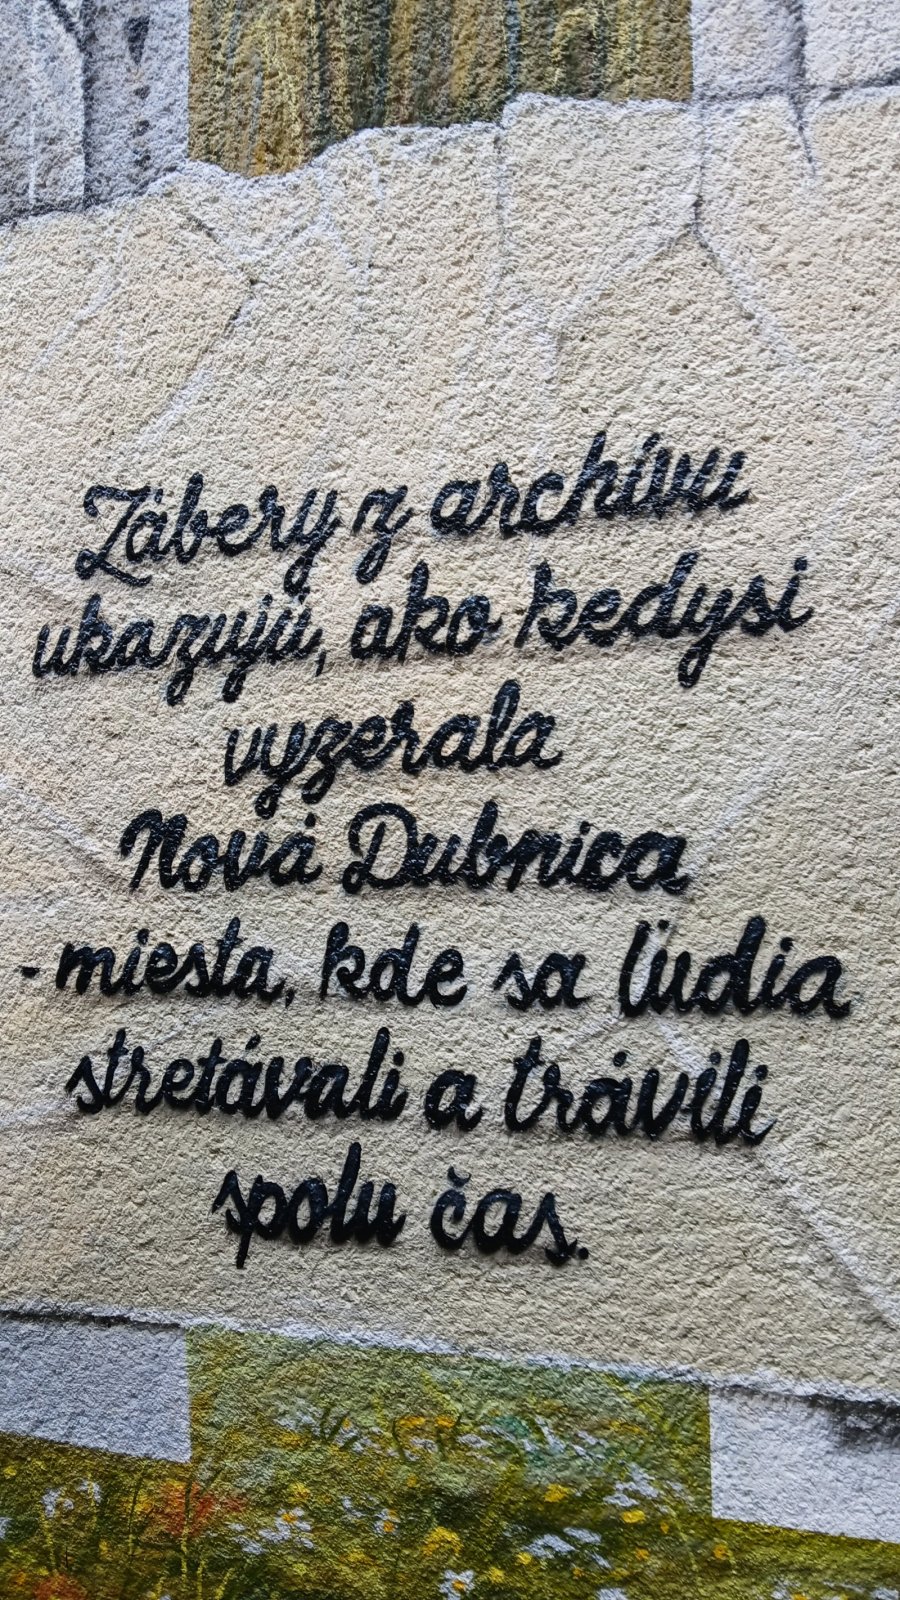 Zábery z archívu
ukazujú, ako kedysi
vyzerala
Nová Dubnica
- miesta, kde sa ľudia
stretávali a trávili
spolu čas.